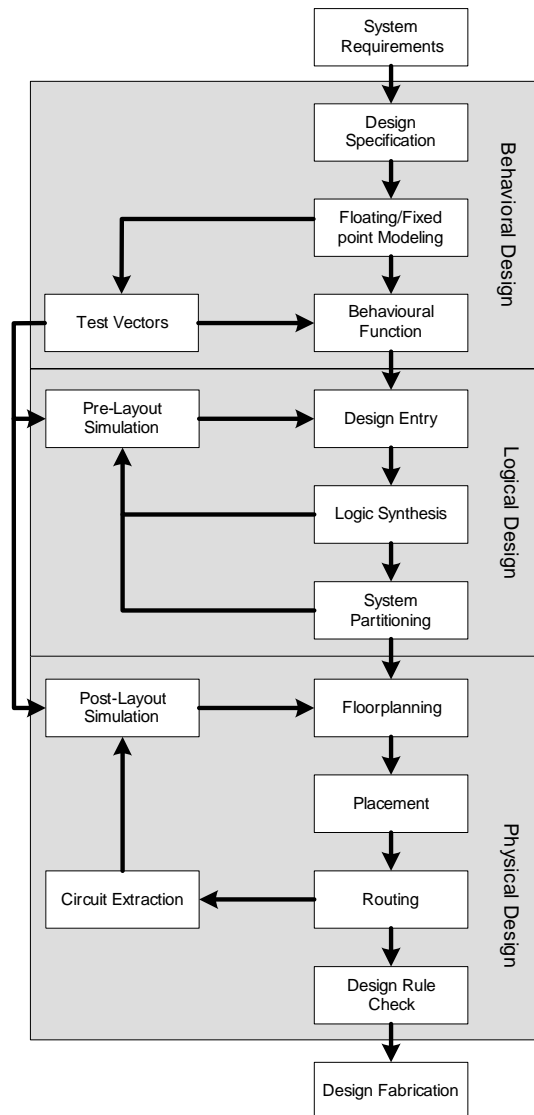 System
Requirements
Design
Specification
Behavioral Design
Floating/Fixed
point Modeling
Test Vectors
Behavioural
Function
Pre-Layout
Simulation
Design Entry
Logical Design
Logic Synthesis
System
Partitioning
Post-Layout
Simulation
Floorplanning
Placement
Physical Design
Circuit Extraction
Routing
Design Rule
Check
Design Fabrication